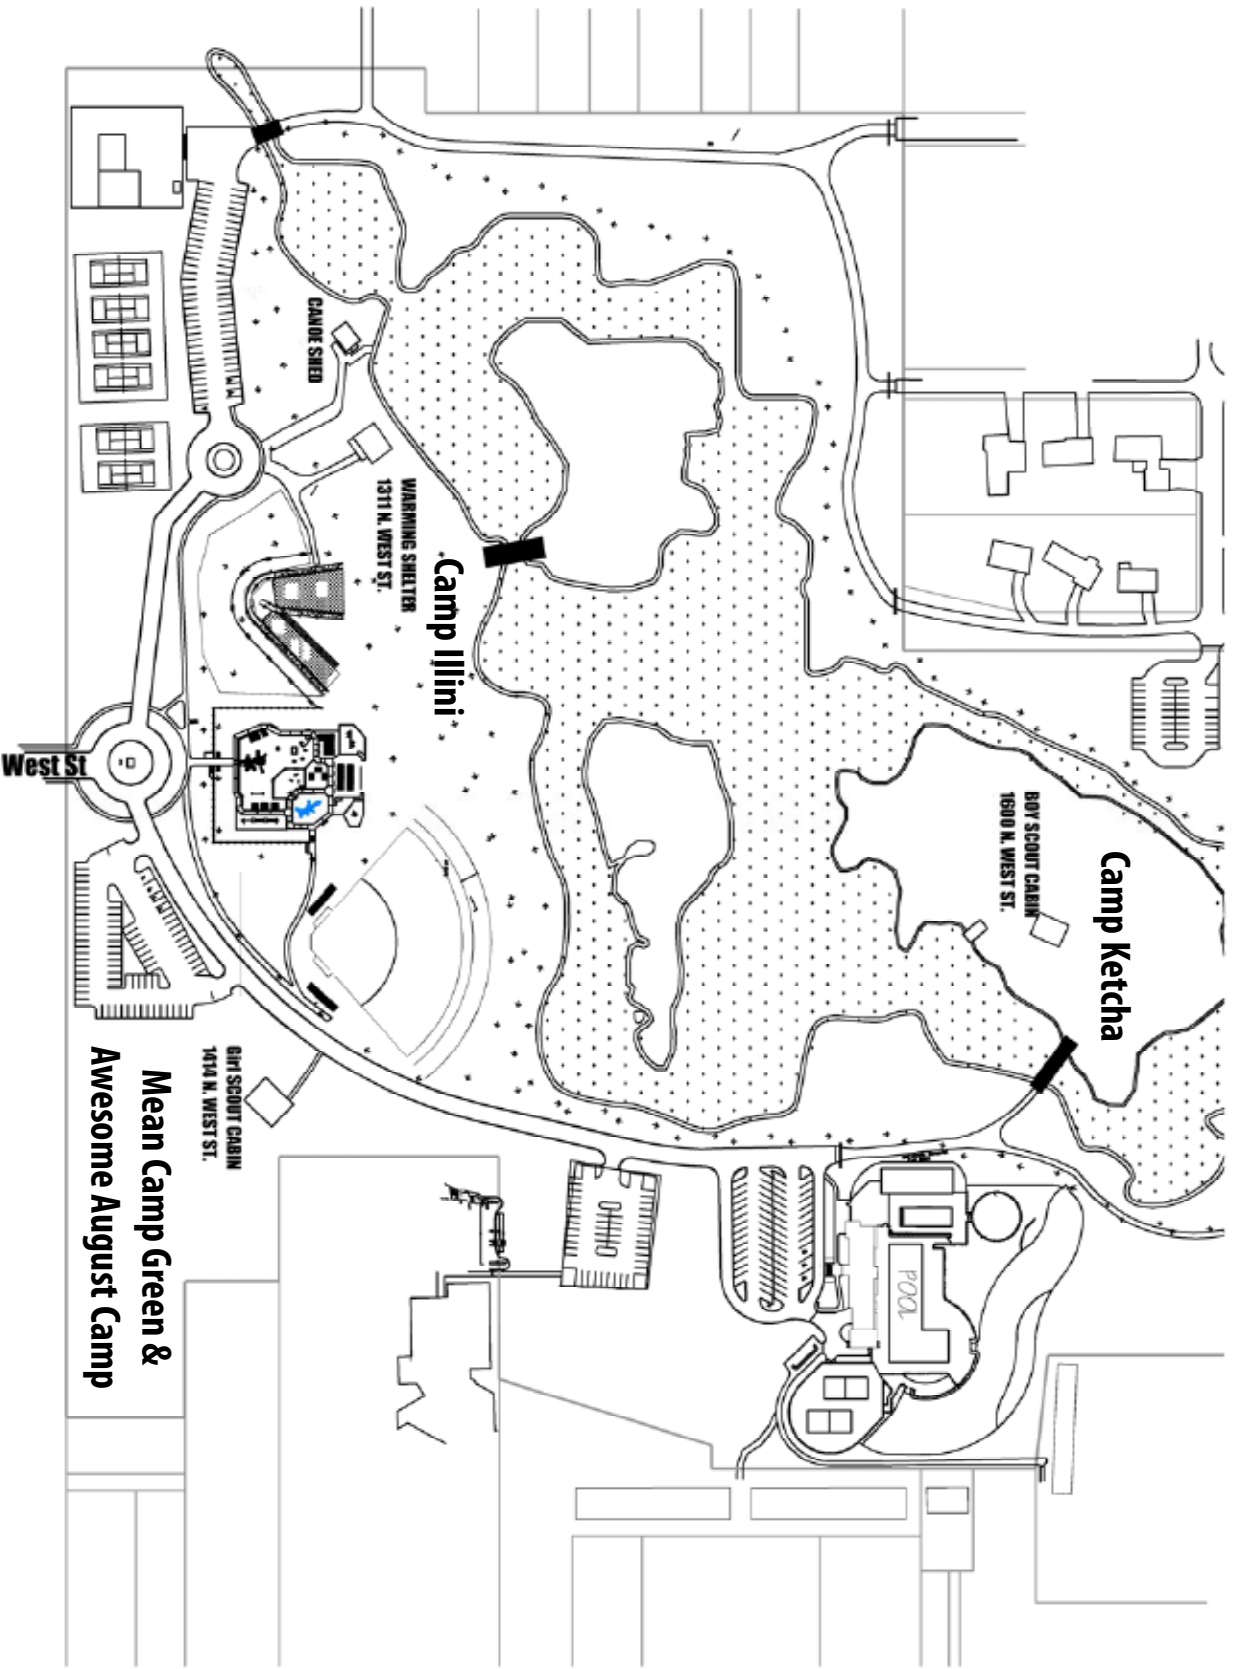 CANOE SHED
WARMING SHELTER
1311 N. WEST ST.
Camp Illini
BOY SCOUT CABIN
1600 N. WEST ST.
Camp Ketcha
West St
Girl SCOUT CABIN
1414 N. WEST ST.
Mean Camp Green &
Awesome August Camp
POOL